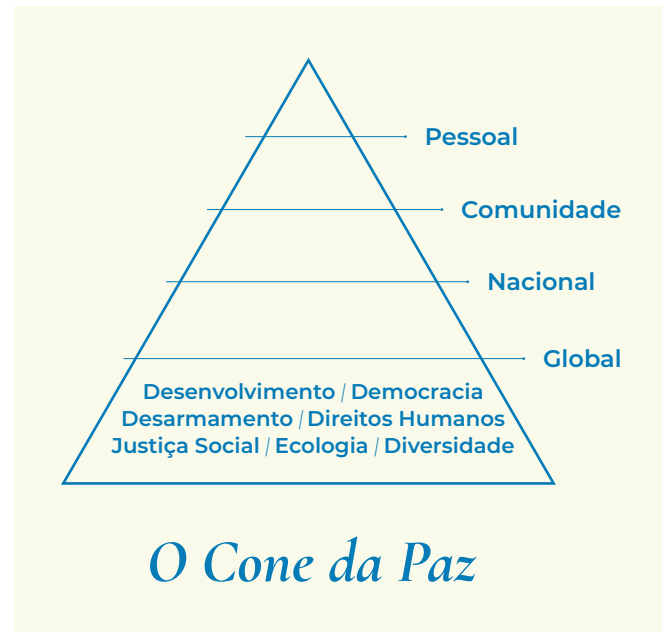 Pessoal
Comunidade
Nacional
Global
Desenvolvimento / Democracia
Desarmamento / Direitos Humanos
Justiça Social / Ecologia / Diversidade
O Cone da Paz